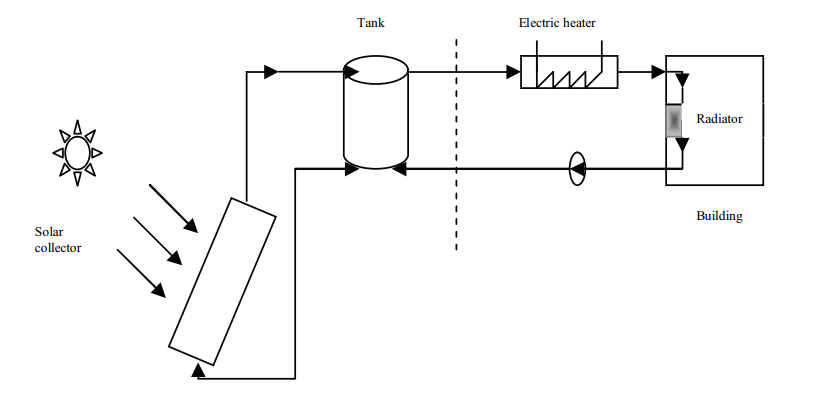 Tank
Electric heater
Radiator
Building
Solar
collector